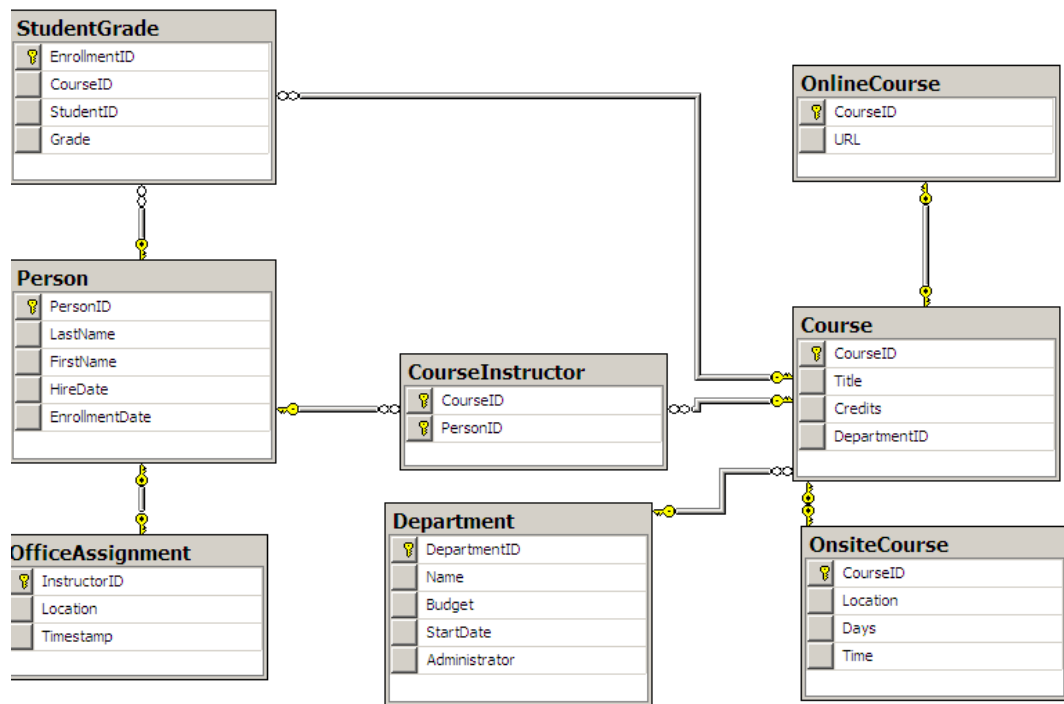 StudentGrade
EnrollmentID
CourseID
StudentID
Grade
OnlineCourse
CourseID
URL
Person
PersonID
LastName
FirstName
HireDate
EnrollmentDate
CourseInstructor
CourseID
PersonID
Course
CourseID
Title
Credits
DepartmentID
OfficeAssignment
InstructorID
Location
Timestamp
Department
DepartmentID
Name
Budget
StartDate
Administrator
OnsiteCourse
CourseID
Location
Days
Time